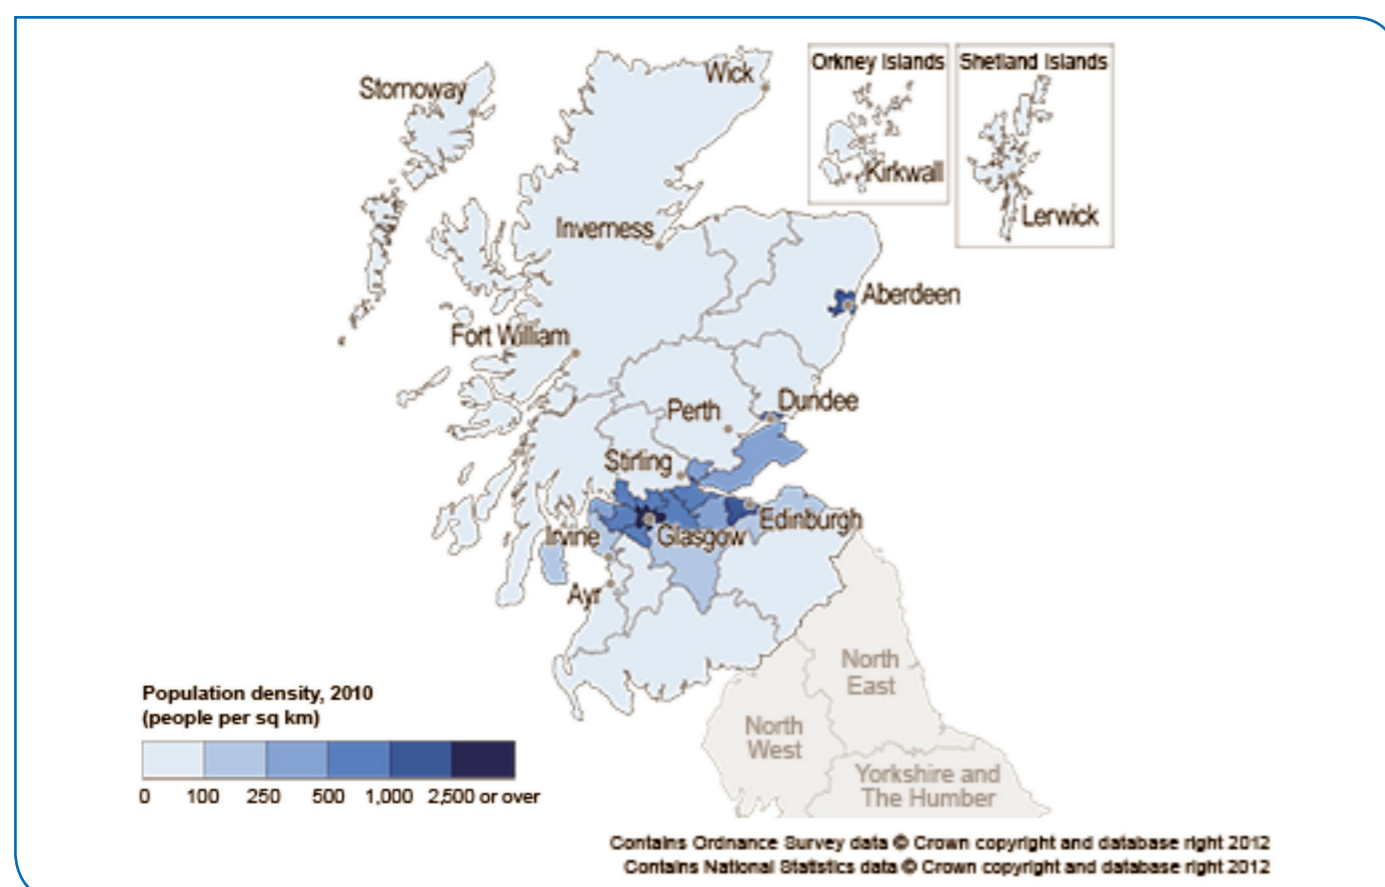 Stornoway
Wick
Orkney Islands
Shetland Islands
Kirkwall
Lerwick
Inverness
Aberdeen
Fort William
Perth
Dundee
Stirling
Edinburgh
Irvine
Glasgow
Ayr
North
East
North
West
Yorkshire and
The Humber
Population density, 2010
(people per sq km)
0 100 250 500 1,000 2,500 or over
Contains Ordnance Survey data © Crown copyright and database right 2012
Contains National Statistics data © Crown copyright and database right 2012